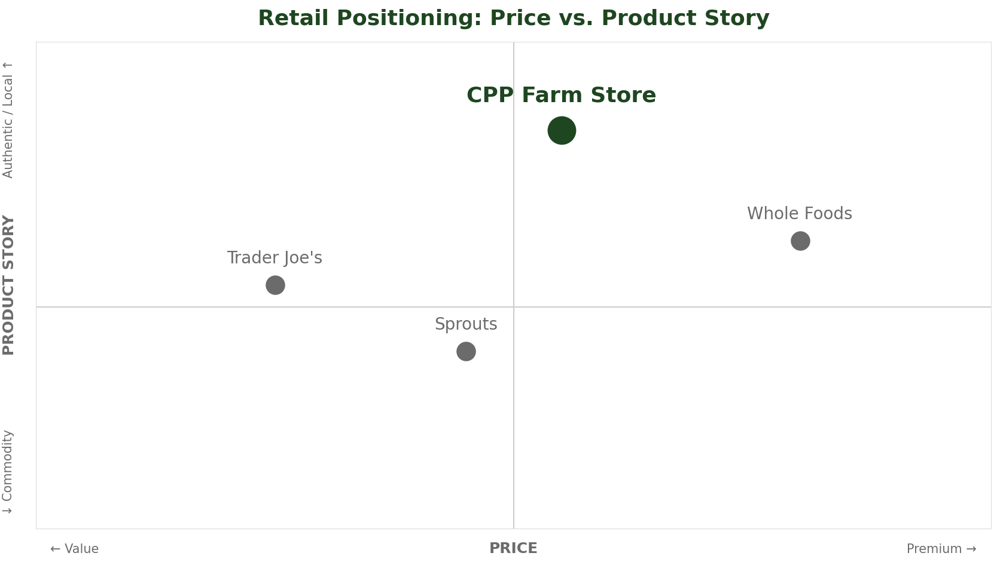 Retail Positioning: Price vs. Product Story
Authentic / Local ↑
PRODUCT STORY
↓ Commodity
CPP Farm Store
Whole Foods
Trader Joe's
Sprouts
← Value
PRICE
Premium →